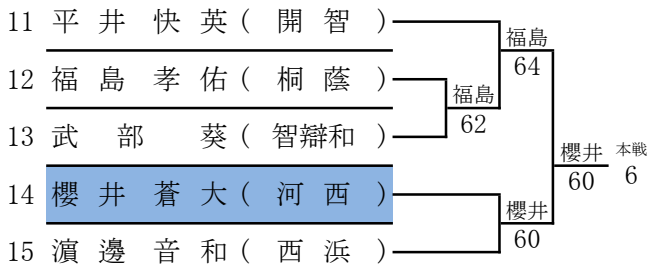 11 平井 快英 ( 開智 )
福島
64
12 福島 孝佑 ( 桐蔭 )
福島
62
13 武部 葵 ( 智辯和 )
櫻井
60
本戦
6
14 櫻井 蒼大 ( 河西 )
櫻井
60
15 濵邊 音和 ( 西浜 )